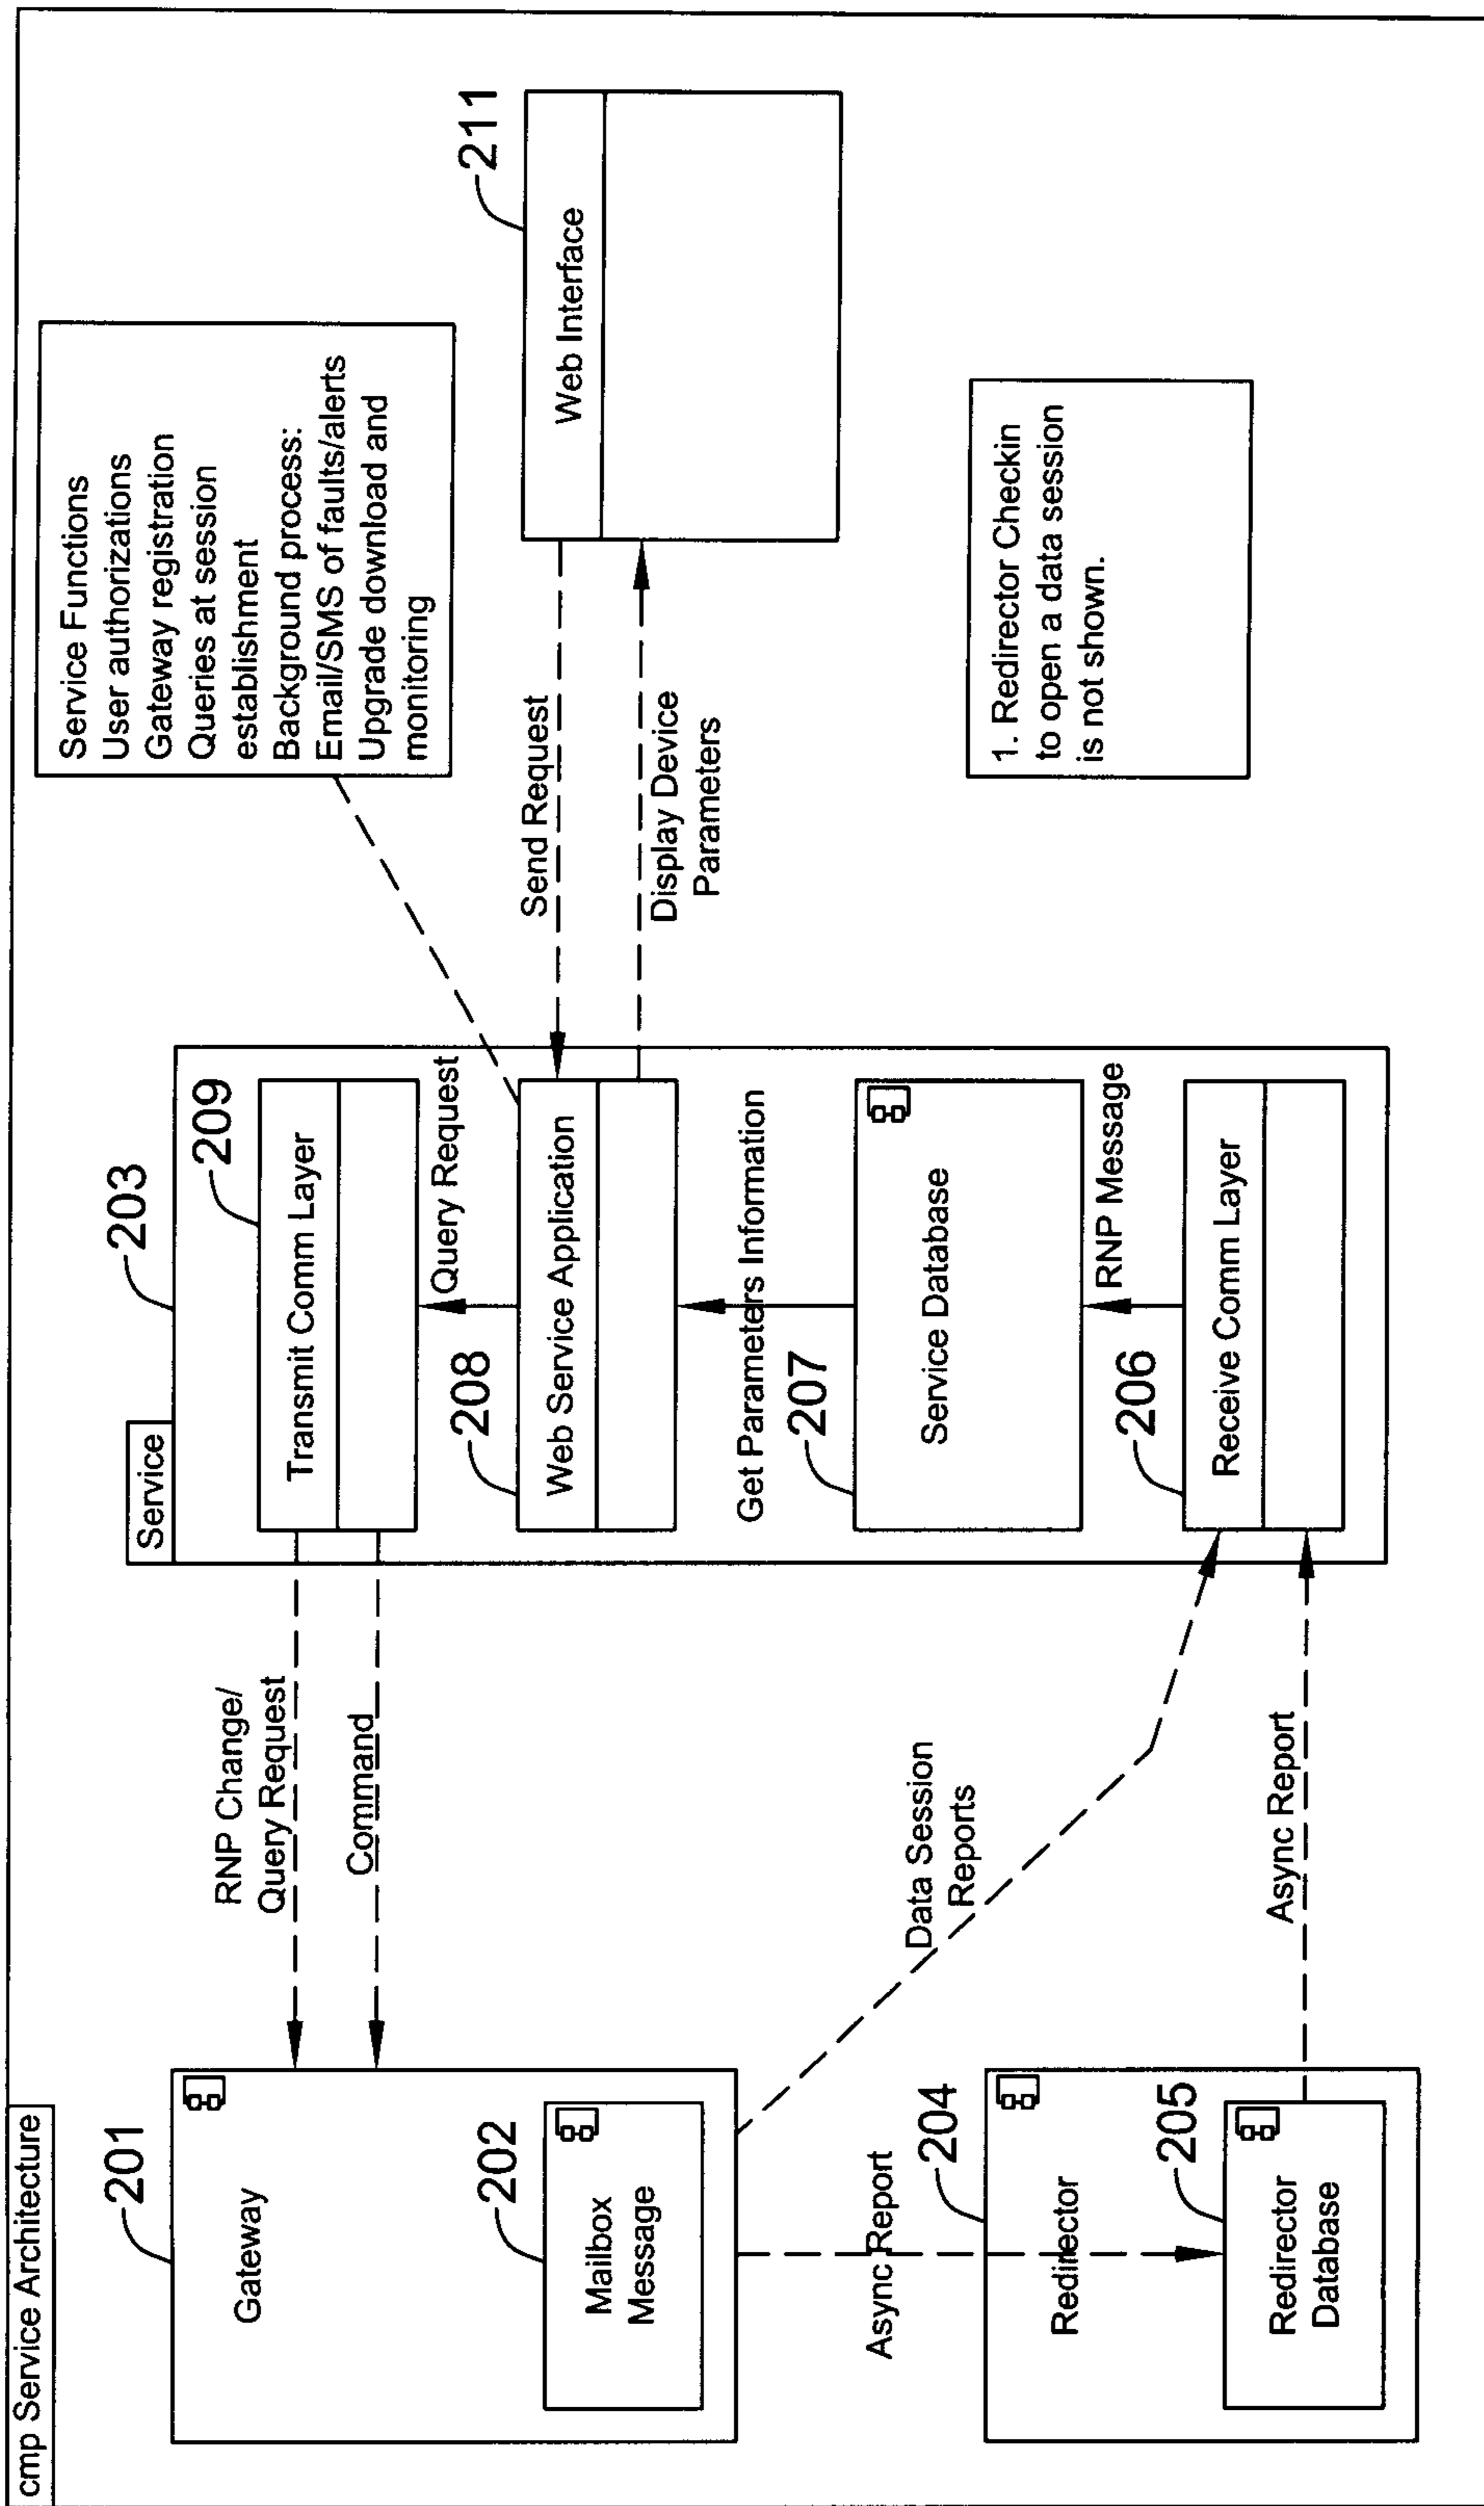 cmp Service Architecture
201
Gateway
202
Mailbox
Message
Async Report
204
Redirector
205
Redirector
Database
RNP Change/
Query Request
Command
Data Session
Reports
Async Report
203
Service
209
Transmit Comm Layer
Query Request
208
Web Service Application
Get Parameters Information
207
Service Database
RNP Message
206
Receive Comm Layer
Send Request
Display Device
Parameters
Service Functions
User authorizations
Gateway registration
Queries at session
establishment
Background process:
Email/SMS of faults/alerts
Upgrade download and
monitoring
211
Web Interface
1. Redirector Checkin
to open a data session
is not shown.